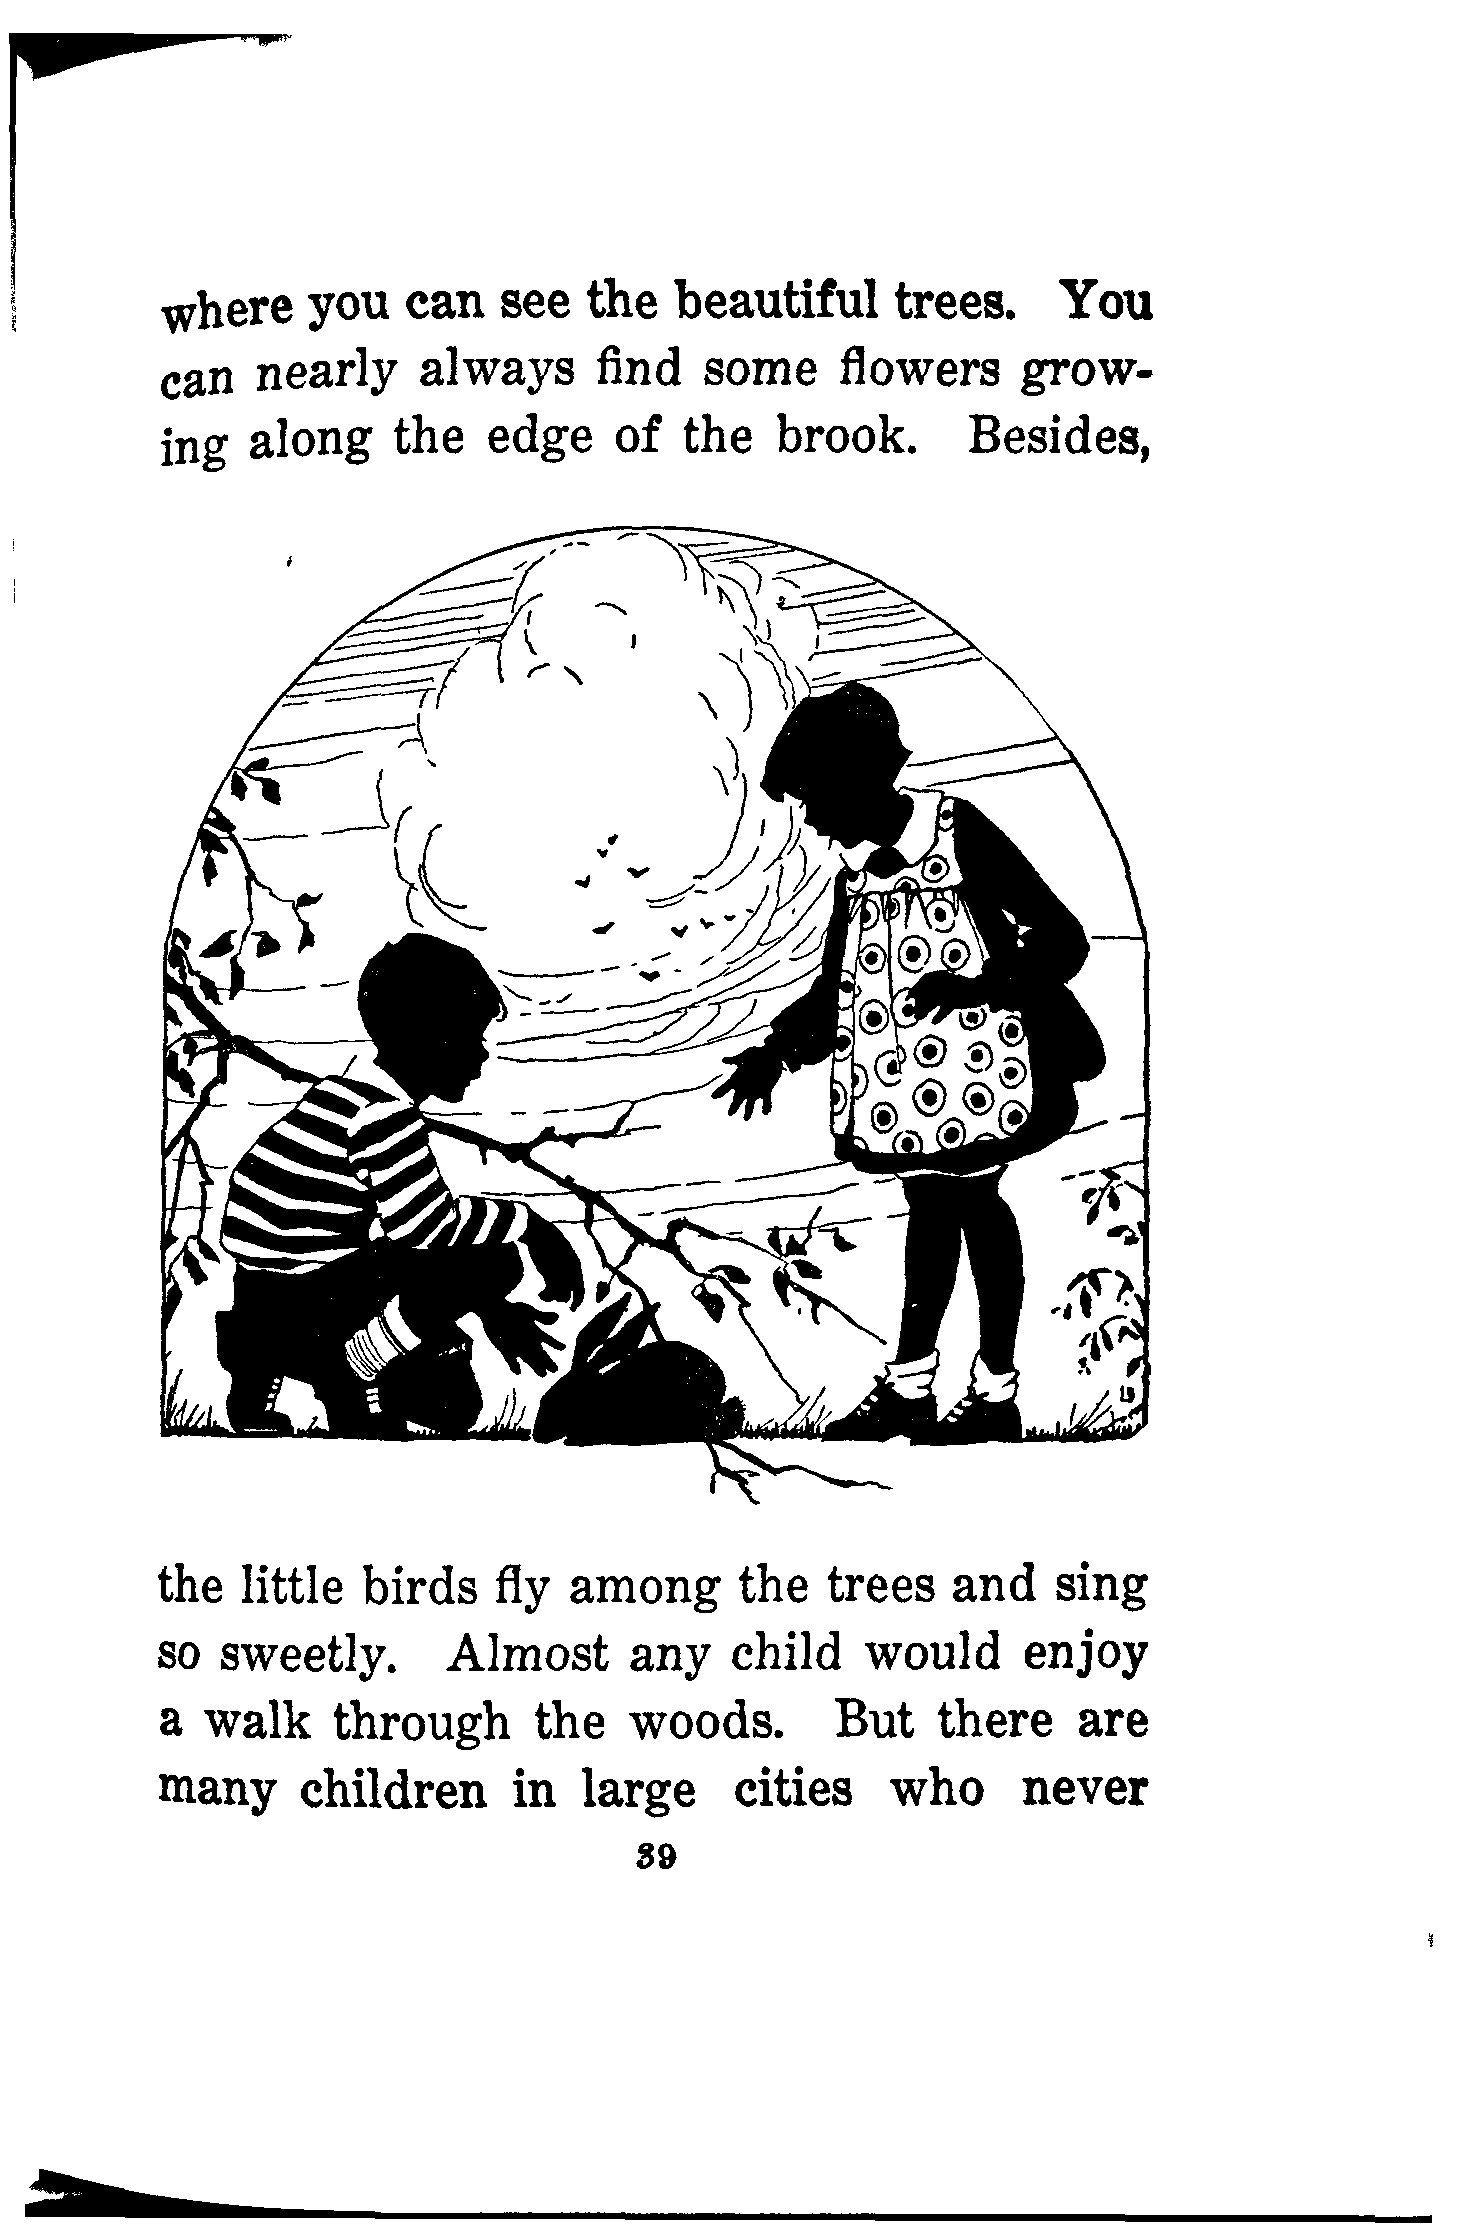 where you can see the beautiful trees. You
can nearly always find some flowers grow-
ing along the edge of the brook. Besides,
the little birds fly among the trees and sing
so sweetly. Almost any child would enjoy
a walk through the woods. But there are
many children in large cities who never
39